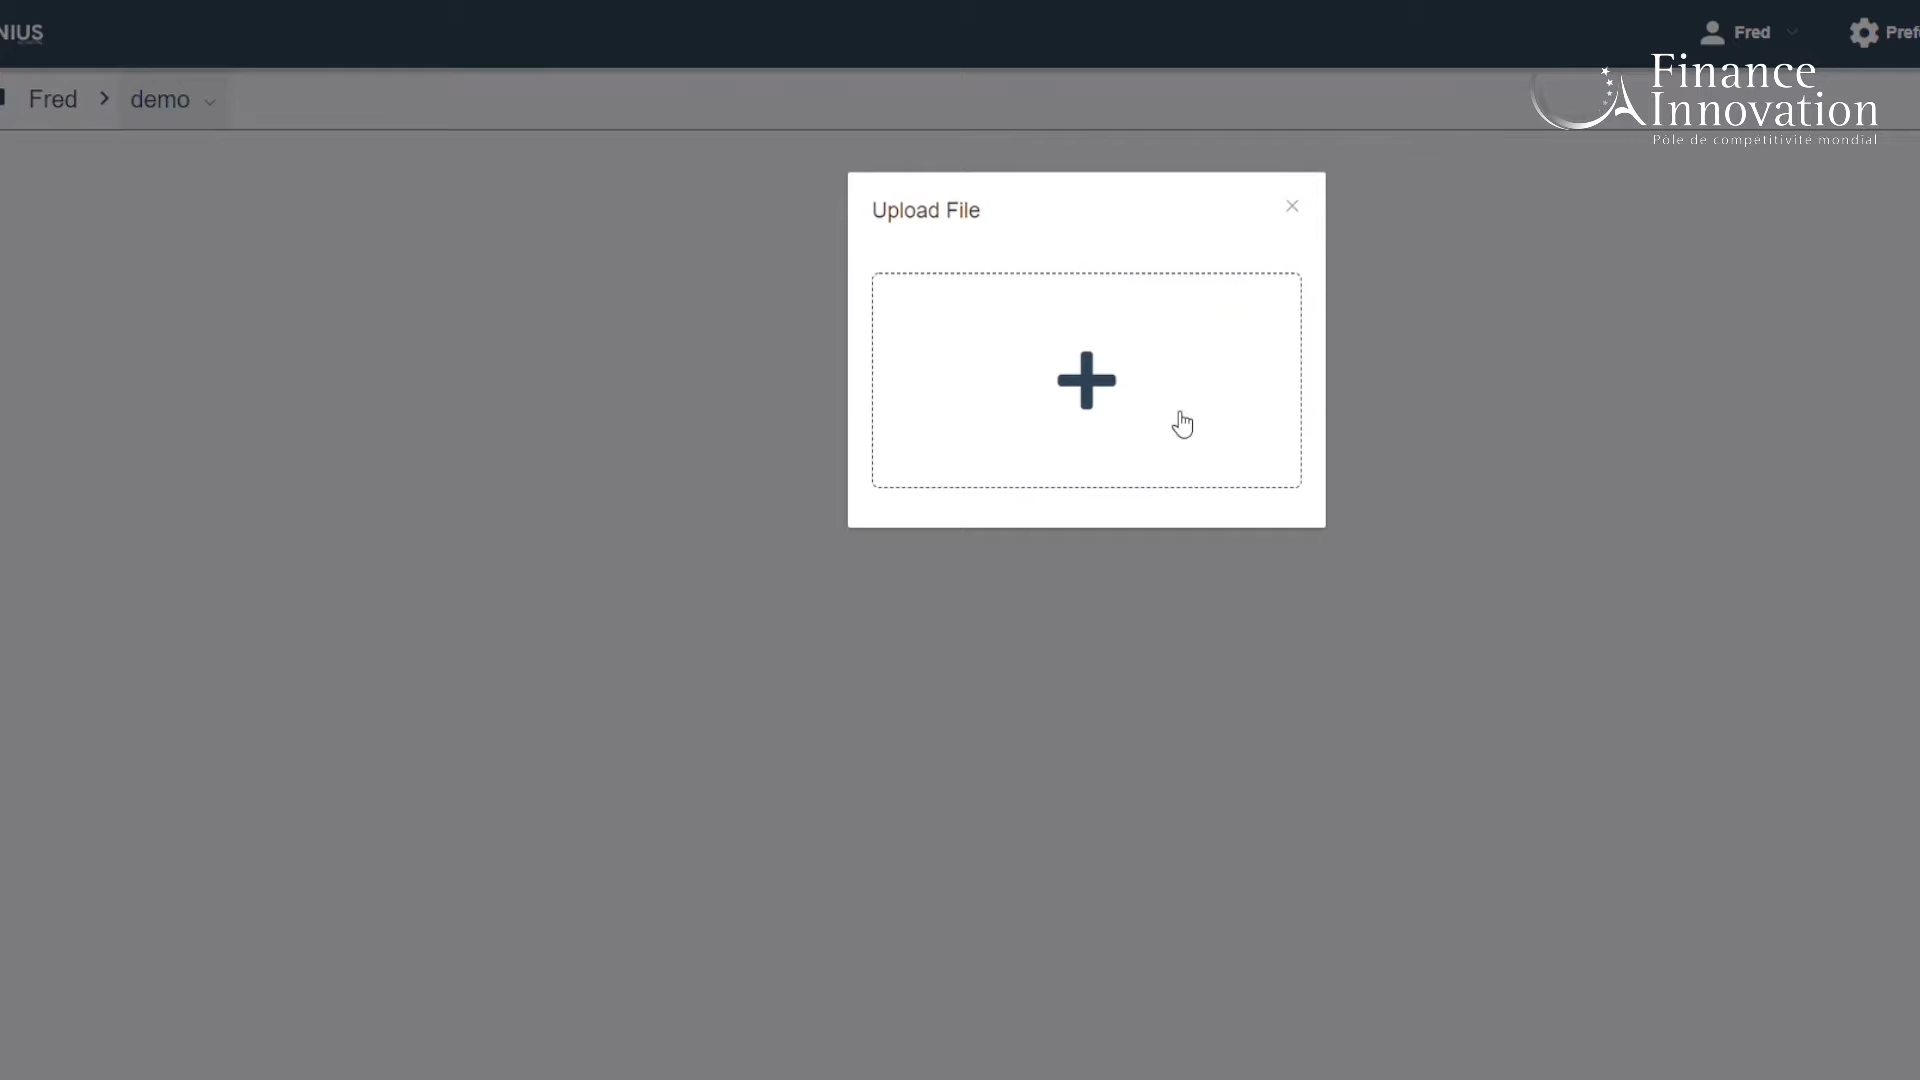 NIUS
Fred
Pref
Fred
demo
Finance
Innovation
Pôle de compétitivité mondial
Upload File